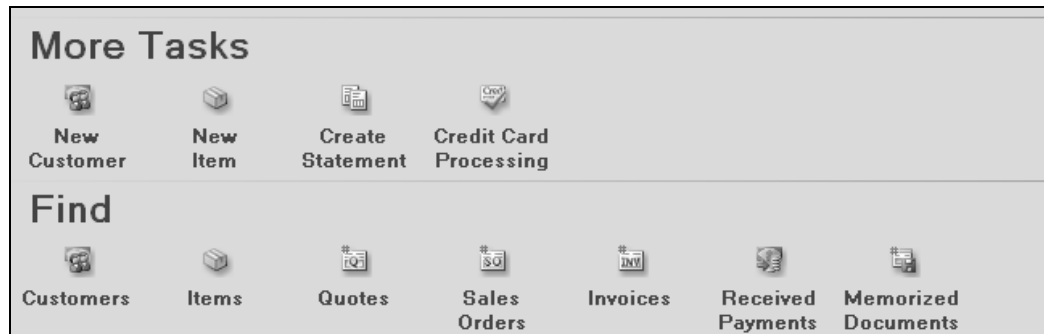 More Tasks
New Customer
New Item
Create Statement
Credit Card Processing
Find
Customers
Items
Quotes
Sales Orders
Invoices
Received Payments
Memorized Documents